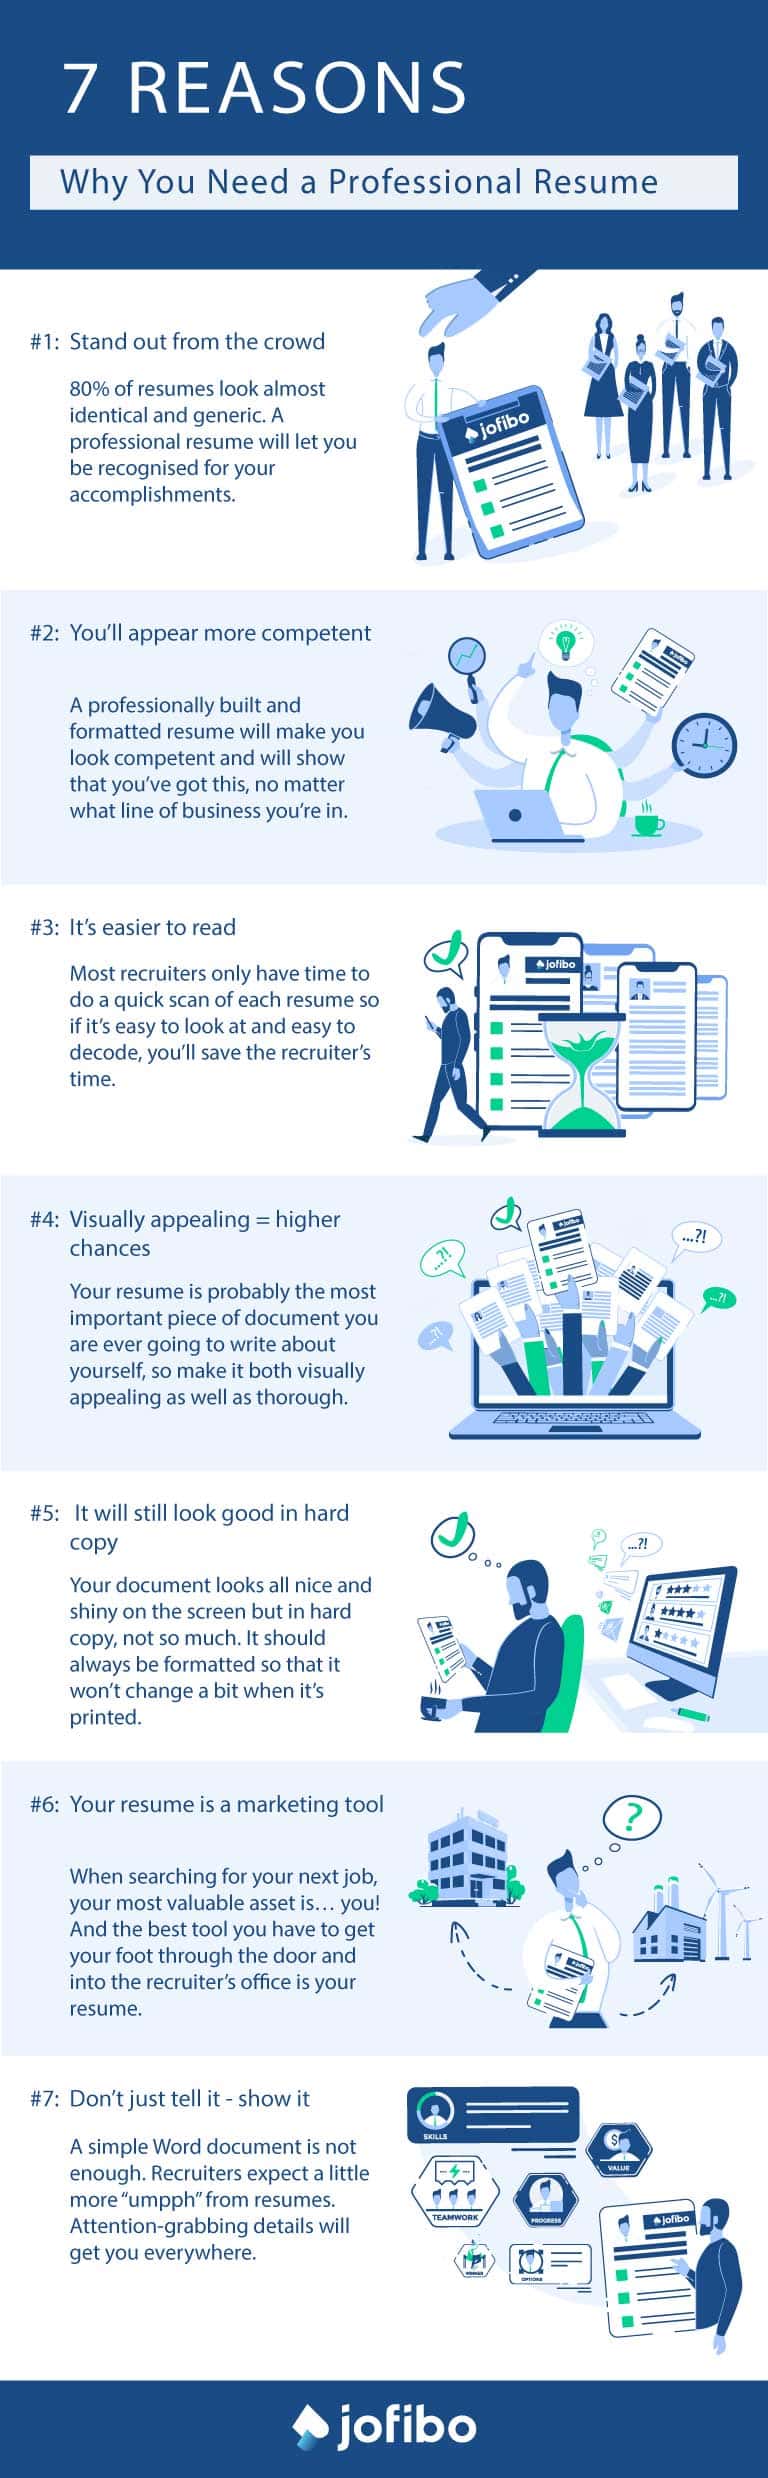 7 REASONS
Why You Need a Professional Resume
#1: Stand out from the crowd
80% of resumes look almost
identical and generic. A
professional resume will let you
be recognised for your
accomplishments.
jofibo
#2: You'll appear more competent
A professionally built and
formatted resume will make you
look competent and will show
that you've got this, no matter
what line of business you're in.
jofibo
#3: It's easier to read
Most recruiters only have time to
do a quick scan of each resume so
if it's easy to look at and easy to
decode, you'll save the recruiter's
time.
jofibo
#4: Visually appealing = higher
chances
Your resume is probably the most
important piece of document you
are ever going to write about
yourself, so make it both visually
appealing as well as thorough.
jofibo
...?!
...?!
...?!
...?!
#5: It will still look good in hard
copy
Your document looks all nice and
shiny on the screen but in hard
copy, not so much. It should
always be formatted so that it
won't change a bit when it's
printed.
...?!
#6: Your resume is a marketing tool
When searching for your next job,
your most valuable asset is... you!
And the best tool you have to get
your foot through the door and
into the recruiter's office is your
resume.
?
jofibo
#7: Don't just tell it - show it
A simple Word document is not
enough. Recruiters expect a little
more “umpph” from resumes.
Attention-grabbing details will
get you everywhere.
SKILLS
$
VALUE
TEAMWORK
PROGRESS
OPTIONS
jofibo
jofibo